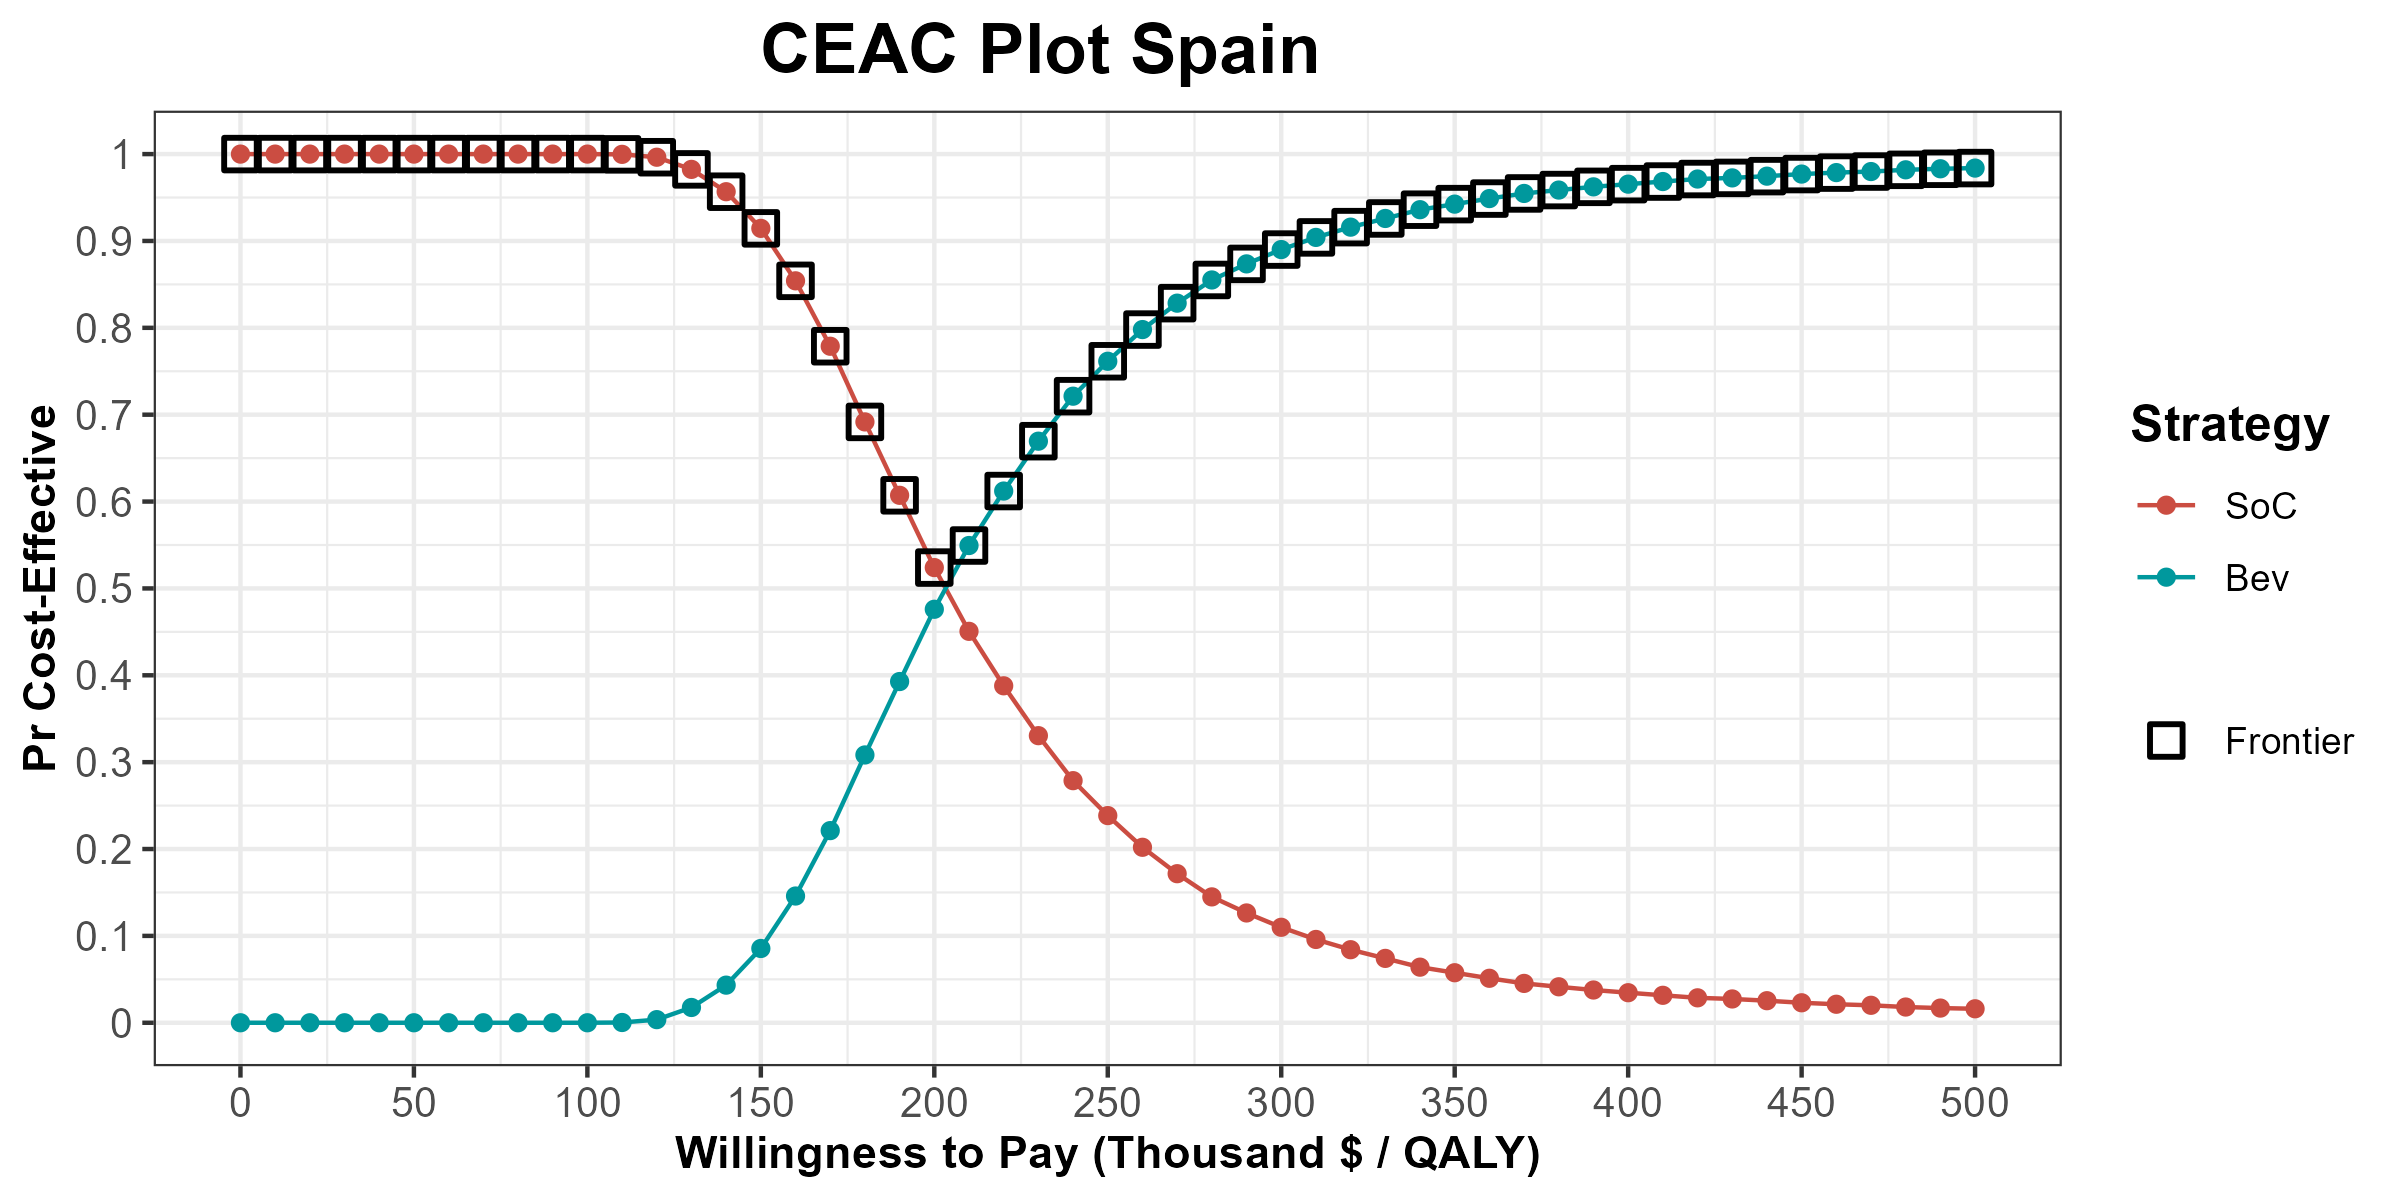 CEAC Plot Spain
Pr Cost-Effective
1
0.9
0.8
0.7
0.6
0.5
0.4
0.3
0.2
0.1
0
0 50 100 150 200 250 300 350 400 450 500
Willingness to Pay (Thousand $ / QALY)
Strategy
SoC
Bev
Frontier